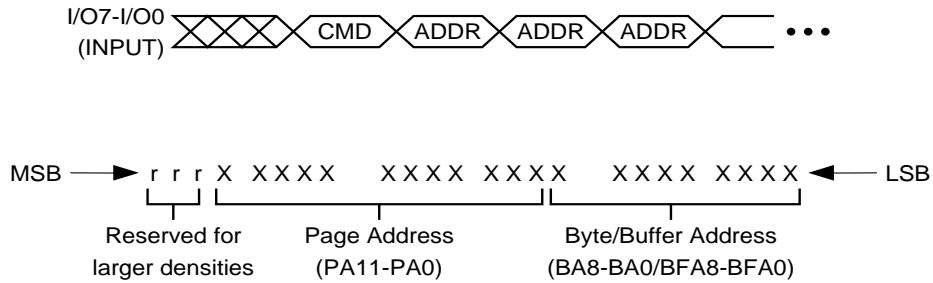 I/O7-I/O0
(INPUT)
CMD ADDR ADDR ADDR
MSB r r r X XXXX XXXX XXXX XXXX XXXX LSB
Reserved for
larger densities
Page Address
(PA11-PA0)
Byte/Buffer Address
(BA8-BA0/BFA8-BFA0)